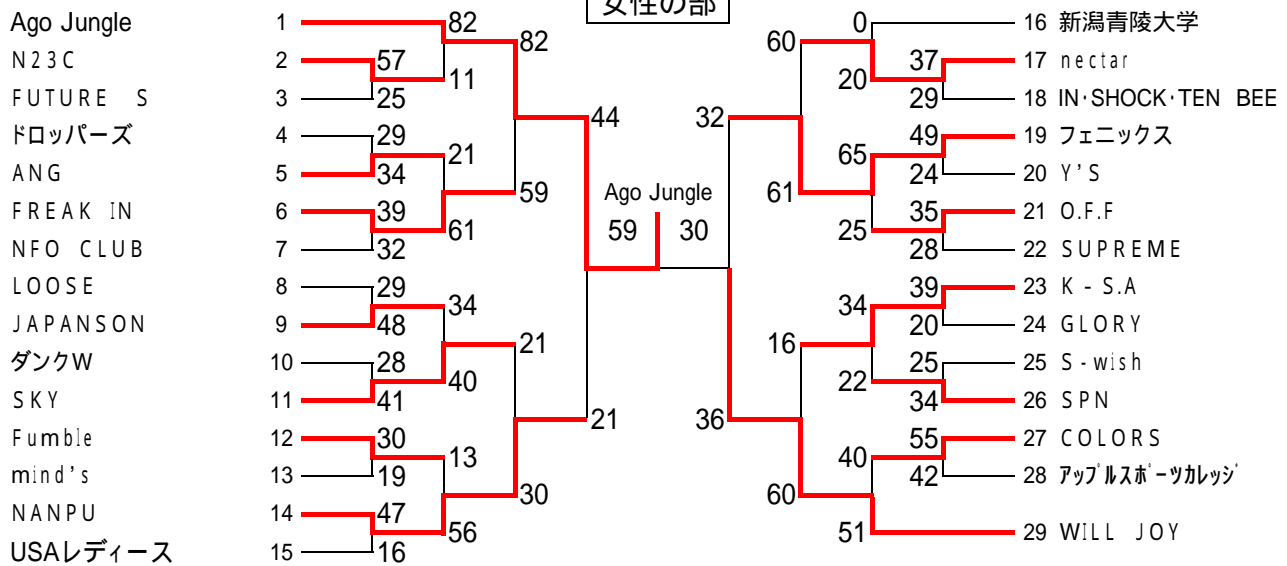 女性の部
Ago Jungle 1 82
N23C 2 57
FUTURE S 3 25
ドロッパーズ 4 29
ANG 5 34
FREAK IN 6 39
NFO CLUB 7 32
LOOSE 8 29
JAPANSON 9 48
ダンクW 10 28
SKY 11 41
Fumble 12 30
mind's 13 19
NANPU 14 47
USAレディース 15 16
11
21
61
34
40
13
56
82
59
21
30
44
21
Ago Jungle
59 30
32
36
60
61
16
60
0
20
65
25
34
22
40
51
16 新潟青陵大学
37 17 nectar
29 18 IN・SHOCK・TEN BEE
49 19 フェニックス
24 20 Y'S
35 21 O.F.F
28 22 SUPREME
39 23 K-S.A
20 24 GLORY
25 25 S-wish
34 26 SPN
55 27 COLORS
42 28 アップルスポーツカレッジ
29 WILL JOY